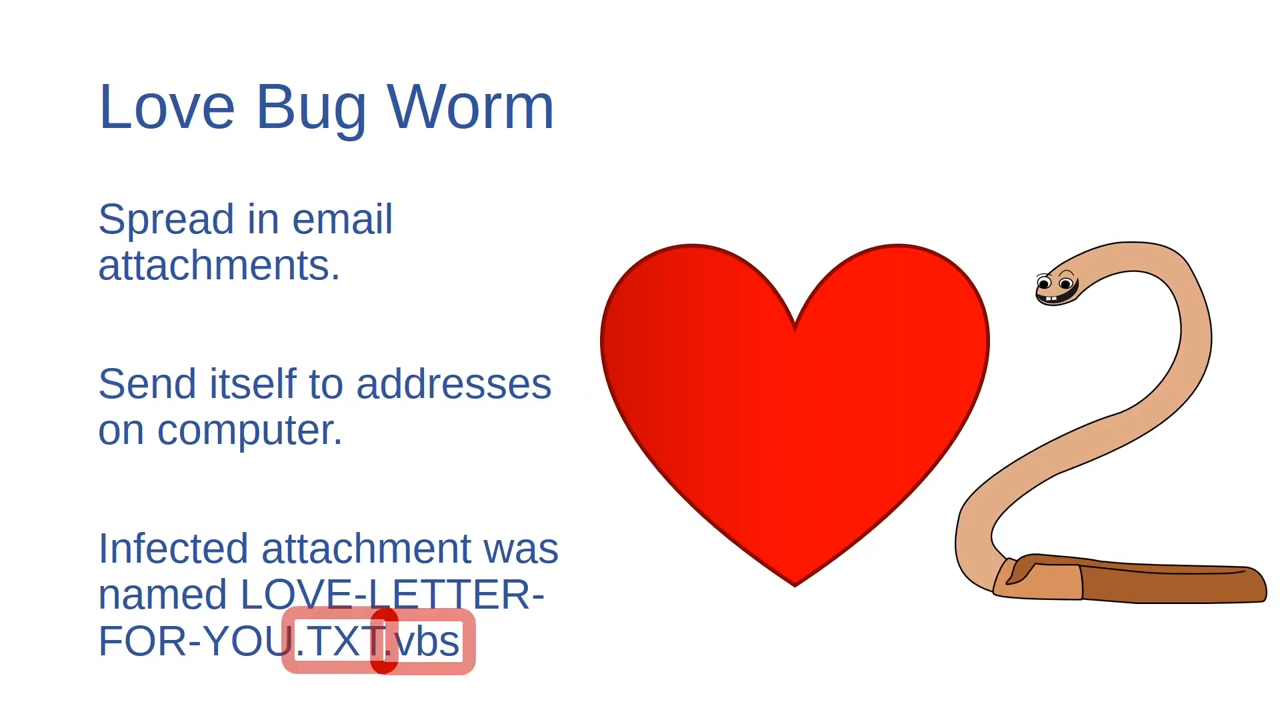 Love Bug Worm
Spread in email
attachments.
Send itself to addresses
on computer.
Infected attachment was
named LOVE-LETTER-
FOR-YOU.TXT.vbs